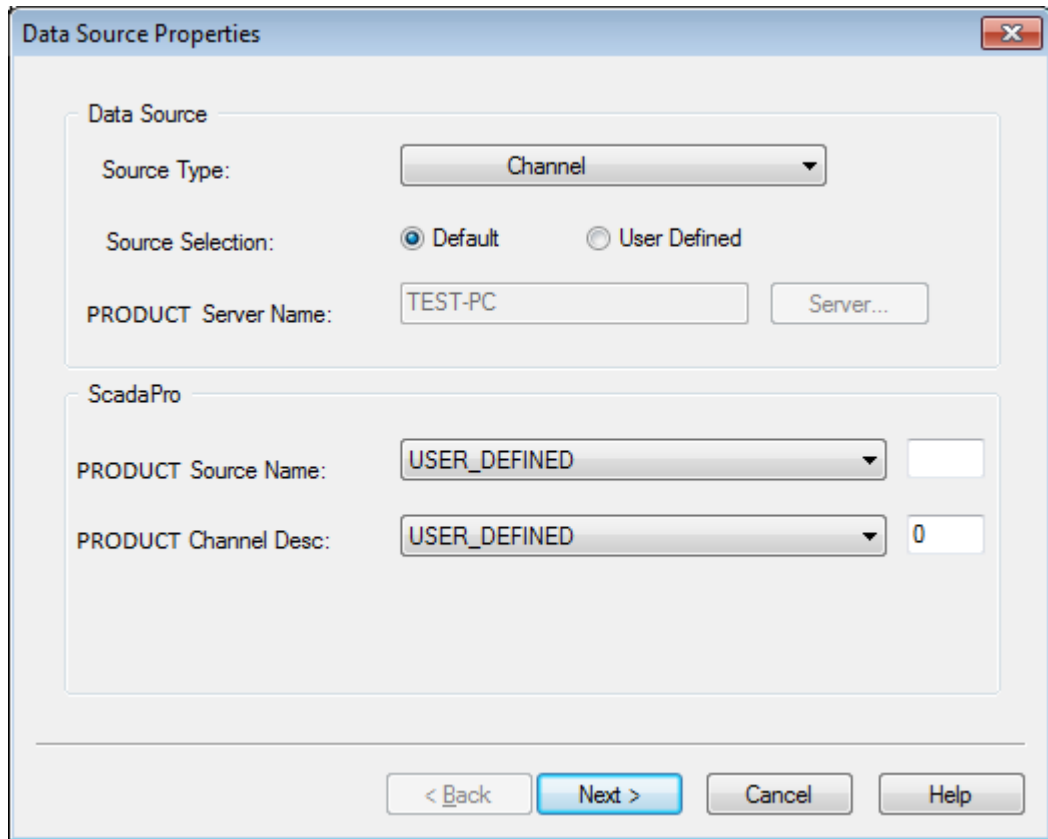 Data Source Properties
Data Source
Source Type: Channel
Source Selection: Default User Defined
PRODUCT Server Name: TEST-PC Server...
ScadaPro
PRODUCT Source Name: USER_DEFINED
PRODUCT Channel Desc: USER_DEFINED 0
< Back Next > Cancel Help